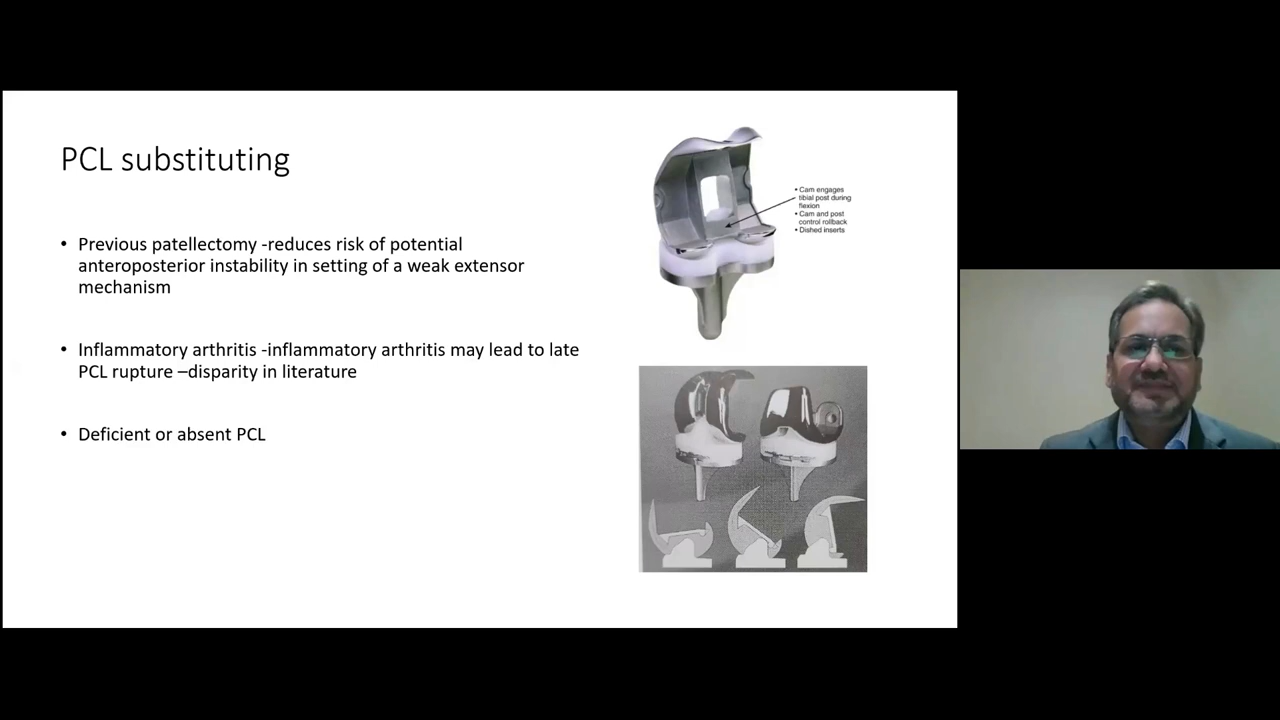 PCL substituting
• Previous patellectomy -reduces risk of potential
anteroposterior instability in setting of a weak extensor
mechanism
• Inflammatory arthritis -inflammatory arthritis may lead to late
PCL rupture –disparity in literature
• Deficient or absent PCL
• Cam engages
tibial post during
flexion
• Cam and post
control rollback
• Dished inserts